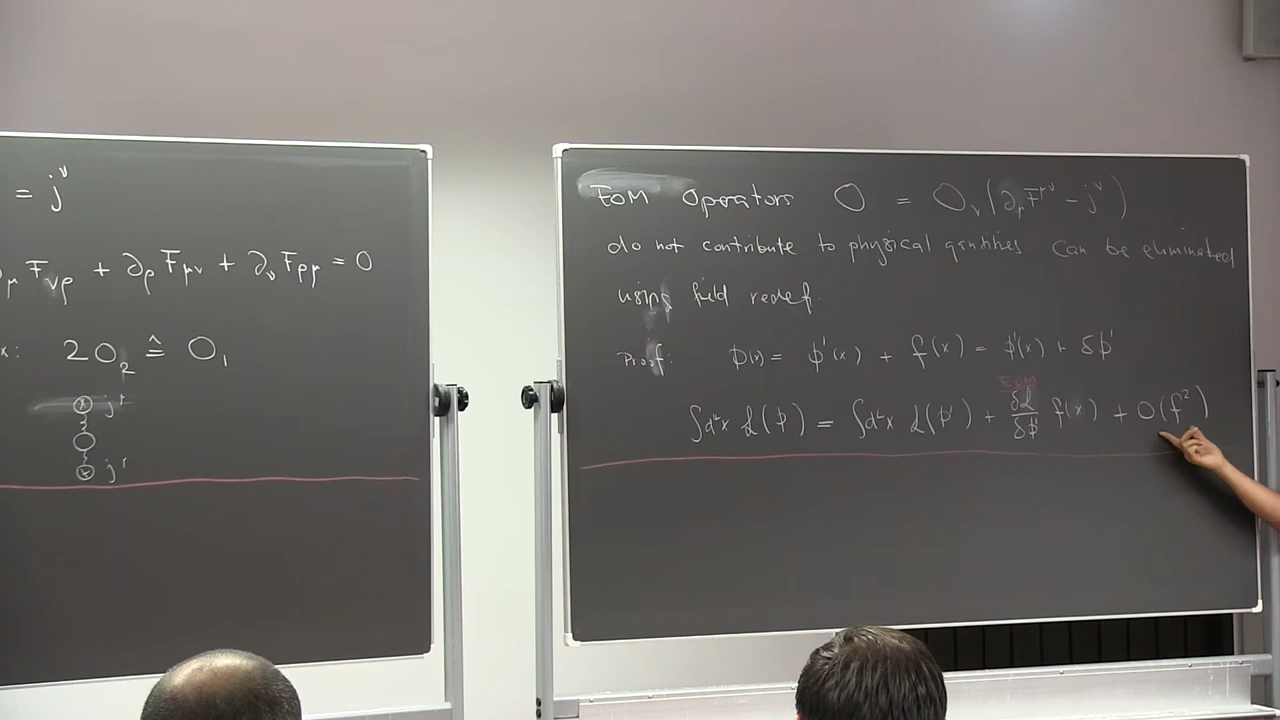 = j^ν
∂_μ F_νρ + ∂_ρ F_μν + ∂_ν F_ρμ = 0
x: 2O_2 ≙ O_1
⊗ j^μ
⊗ j^μ
EOM Operators O = O_ν (∂_μ F^μν - j^ν)
do not contribute to physical qantities. Can be eliminated
using field redef.
Proof: ϕ(x) = ϕ'(x) + f(x) = ϕ'(x) + δϕ'
EOM
∫d⁴x ℒ(ϕ) = ∫d⁴x ℒ(ϕ') + δℒ/δϕ' f(x) + O(f²)